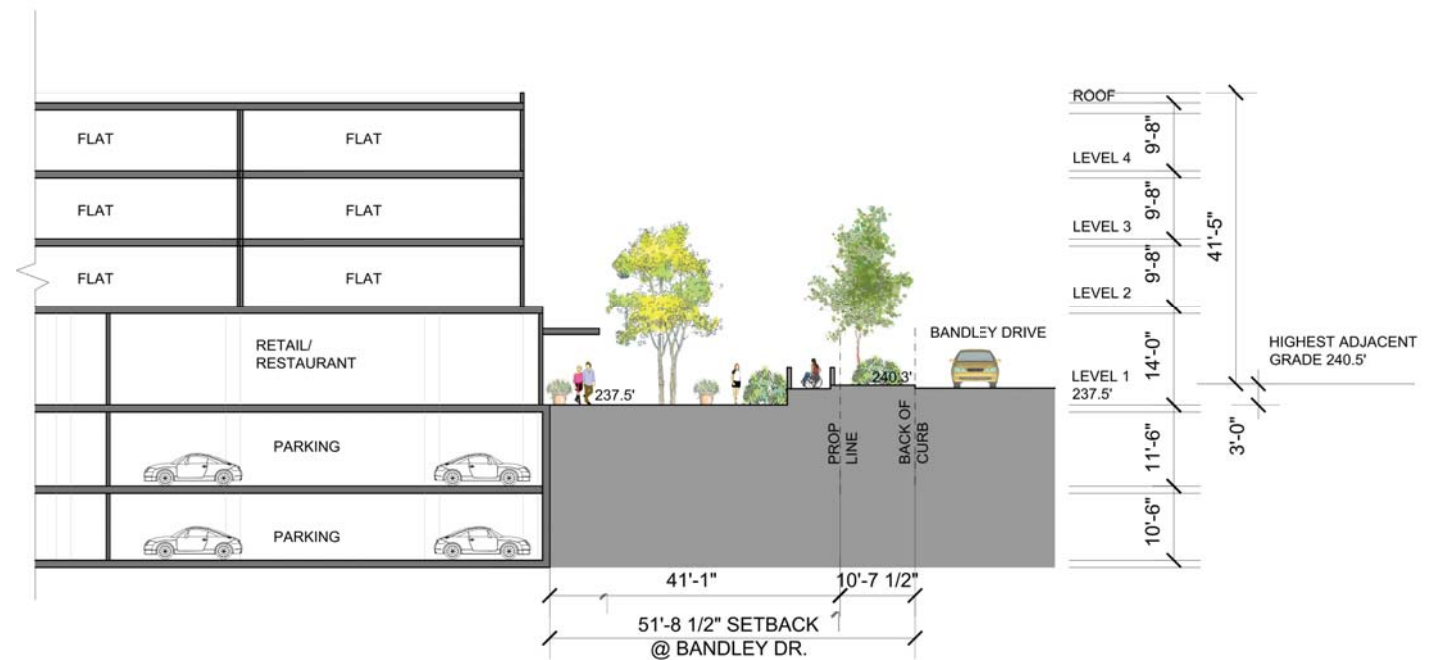 FLAT
FLAT
FLAT
FLAT
FLAT
FLAT
RETAIL/
RESTAURANT
PARKING
PARKING
237.5'
240.3'
BANDLEY DRIVE
PROP
LINE
BACK OF
CURB
41'-1"
10'-7 1/2"
51'-8 1/2" SETBACK
@ BANDLEY DR.
ROOF
9'-8"
LEVEL 4
9'-8"
LEVEL 3
9'-8"
LEVEL 2
14'-0"
LEVEL 1
237.5'
11'-6"
10'-6"
41'-5"
3'-0"
HIGHEST ADJACENT
GRADE 240.5'